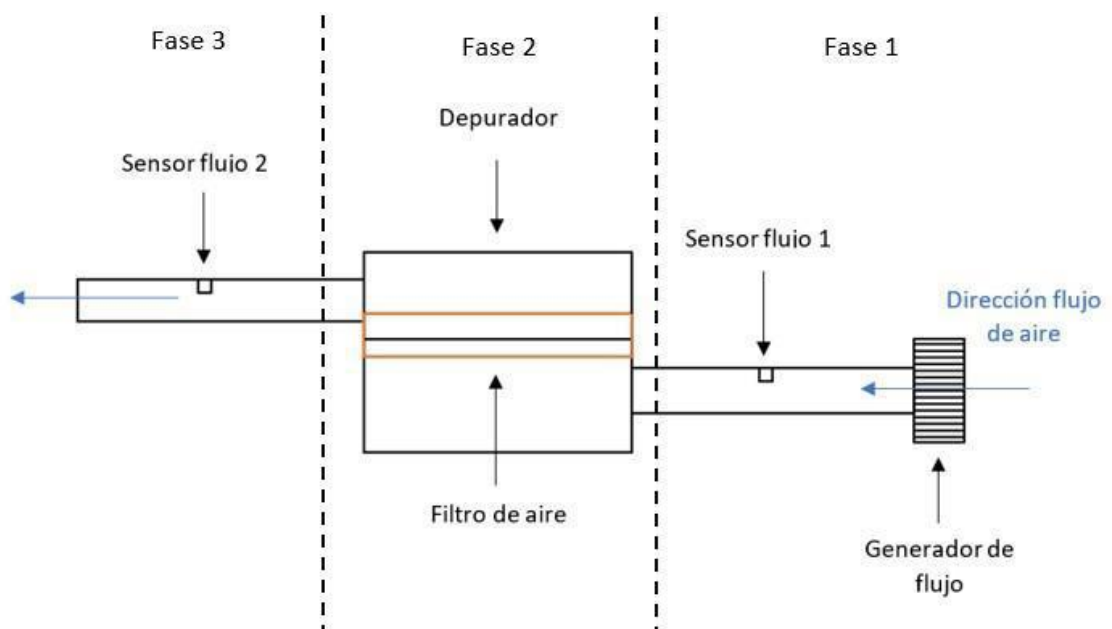 Fase 3
Fase 2
Fase 1
Depurador
Sensor flujo 2
Sensor flujo 1
Dirección flujo
de aire
Filtro de aire
Generador de
flujo